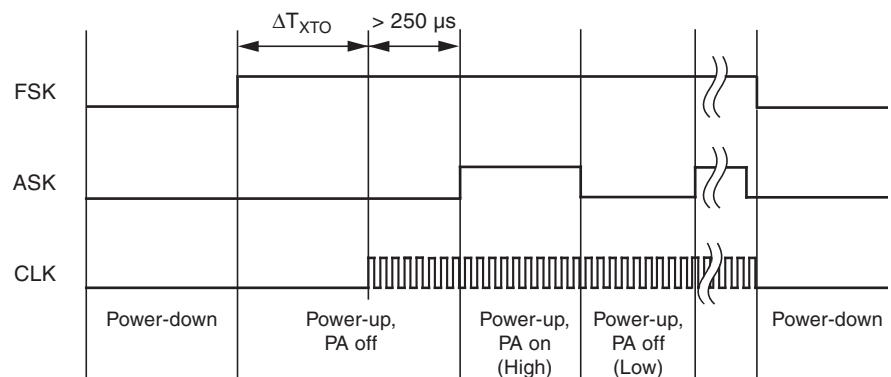 ΔTXTO
> 250 µs
FSK
ASK
CLK
Power-down
Power-up,
PA off
Power-up,
PA on
(High)
Power-up,
PA off
(Low)
Power-down